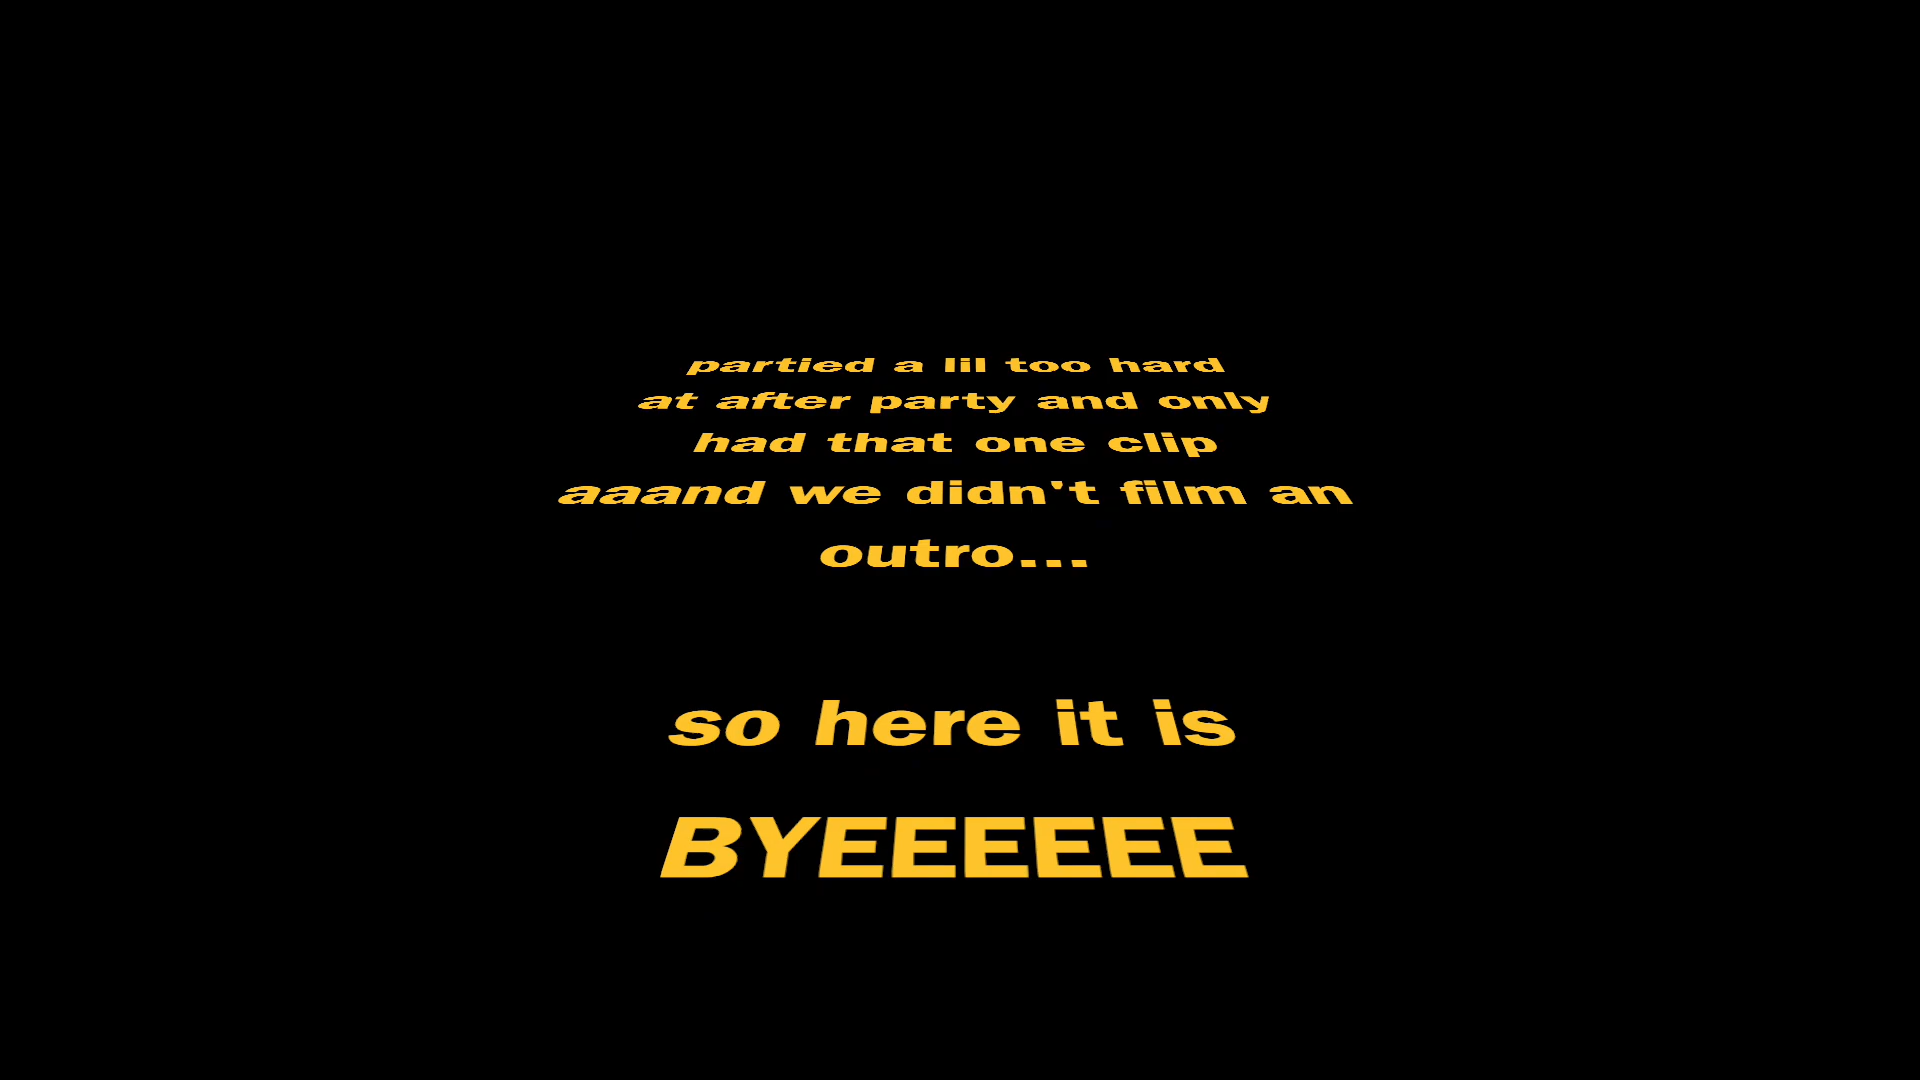 partied a lil too hard
at after party and only
had that one clip
aaand we didn't film an
outro...
so here it is
BYEEEEEE